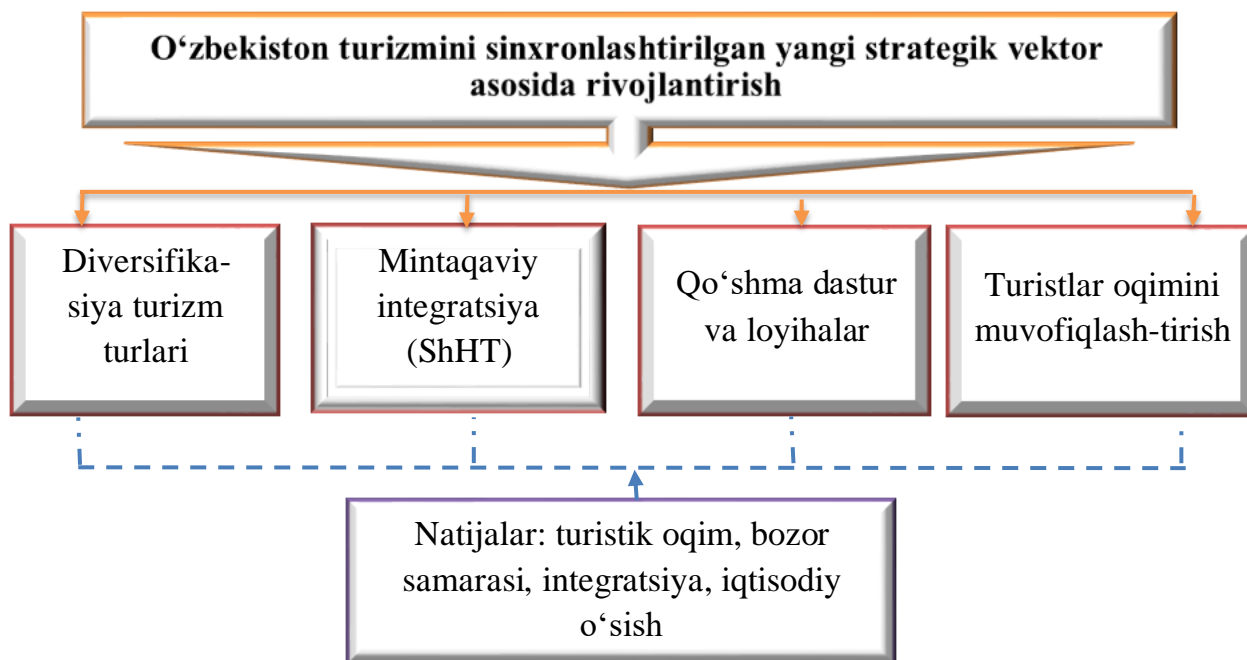 O‘zbekiston turizmini sinxronlashtirilgan yangi strategik vektor
asosida rivojlantirish
Diversifika-
siya turizm
turlari
Mintaqaviy
integratsiya
(ShHT)
Qo‘shma dastur
va loyihalar
Turistlar oqimini
muvofiqlash-tirish
Natijalar: turistik oqim, bozor
samarasi, integratsiya, iqtisodiy
o‘sish